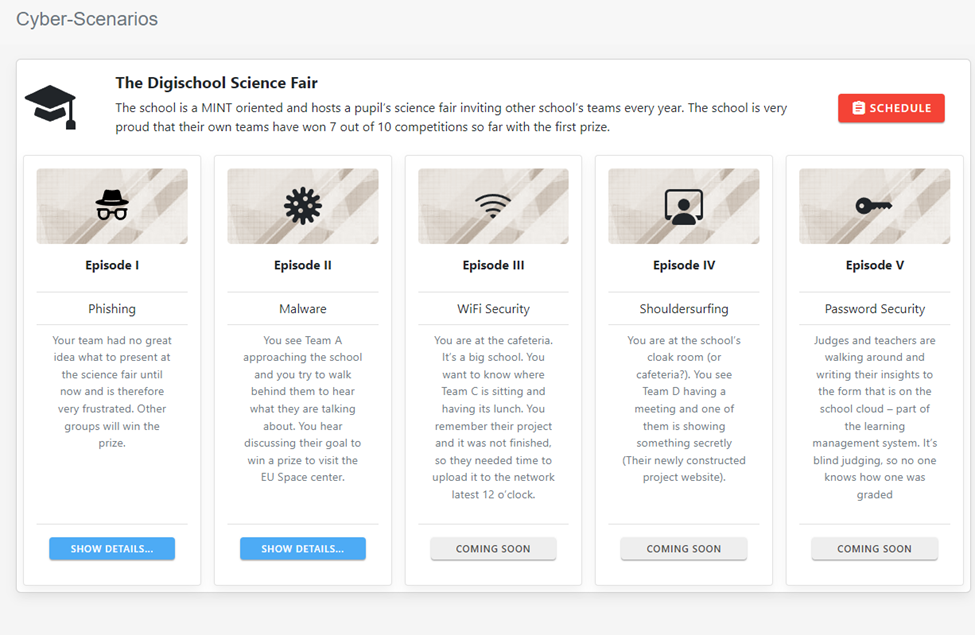 Cyber-Scenarios
The Digischool Science Fair
The school is a MINT oriented and hosts a pupil's science fair inviting other school's teams every year. The school is very
proud that their own teams have won 7 out of 10 competitions so far with the first prize.
SCHEDULE
Episode I
Phishing
Your team had no great
idea what to present at
the science fair until
now and is therefore
very frustrated. Other
groups will win the
prize.
SHOW DETAILS...
Episode II
Malware
You see Team A
approaching the school
and you try to walk
behind them to hear
what they are talking
about. You hear
discussing their goal to
win a prize to visit the
EU Space center.
SHOW DETAILS...
Episode III
WiFi Security
You are at the cafeteria.
It's a big school. You
want to know where
Team C is sitting and
having its lunch. You
remember their project
and it was not finished,
so they needed time to
upload it to the network
latest 12 o'clock.
COMING SOON
Episode IV
Shouldersurfing
You are at the school's
cloak room (or
cafeteria?). You see
Team D having a
meeting and one of
them is showing
something secretly
(Their newly constructed
project website).
COMING SOON
Episode V
Password Security
Judges and teachers are
walking around and
writing their insights to
the form that is on the
school cloud – part of
the learning
management system. It's
blind judging, so no one
knows how one was
graded
COMING SOON